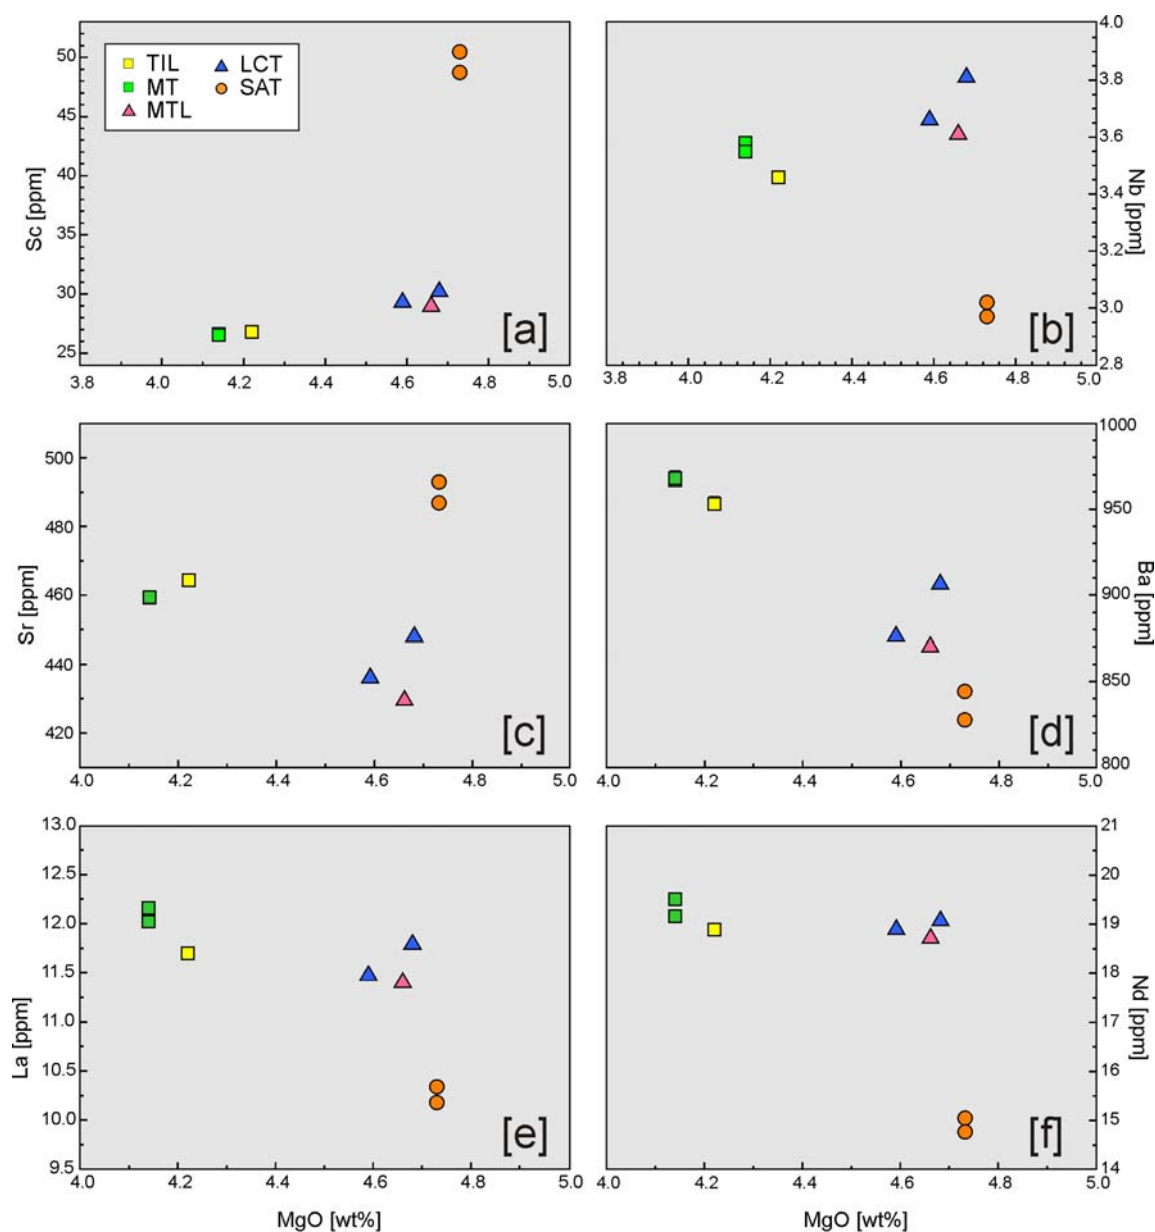 TIL LCT
MT SAT
MTL
50
45
40
35
30
25
Sc [ppm]
3.8 4.0 4.2 4.4 4.6 4.8 5.0
[a]
4.0
3.8
3.6
3.4
3.2
3.0
2.8
Nb [ppm]
3.8 4.0 4.2 4.4 4.6 4.8 5.0
[b]
500
480
460
440
420
Sr [ppm]
4.0 4.2 4.4 4.6 4.8 5.0
[c]
1000
950
900
850
800
Ba [ppm]
4.0 4.2 4.4 4.6 4.8 5.0
[d]
13.0
12.5
12.0
11.5
11.0
10.5
10.0
9.5
La [ppm]
4.0 4.2 4.4 4.6 4.8 5.0
MgO [wt%]
[e]
21
20
19
18
17
16
15
14
Nd [ppm]
4.0 4.2 4.4 4.6 4.8 5.0
MgO [wt%]
[f]